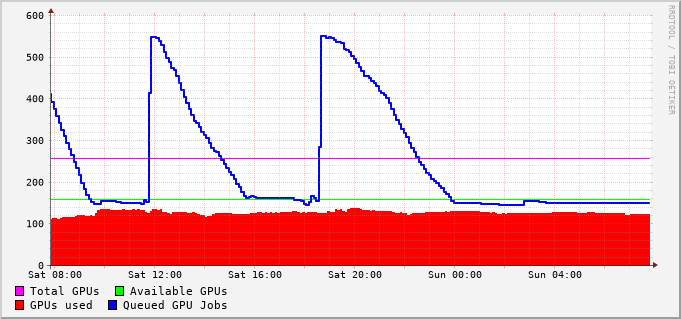 600
500
400
300
200
100
0
Sat 08:00 Sat 12:00 Sat 16:00 Sat 20:00 Sun 00:00 Sun 04:00
Total GPUs Available GPUs
GPUs used Queued GPU Jobs
RRDTOOL / TOBI OETIKER